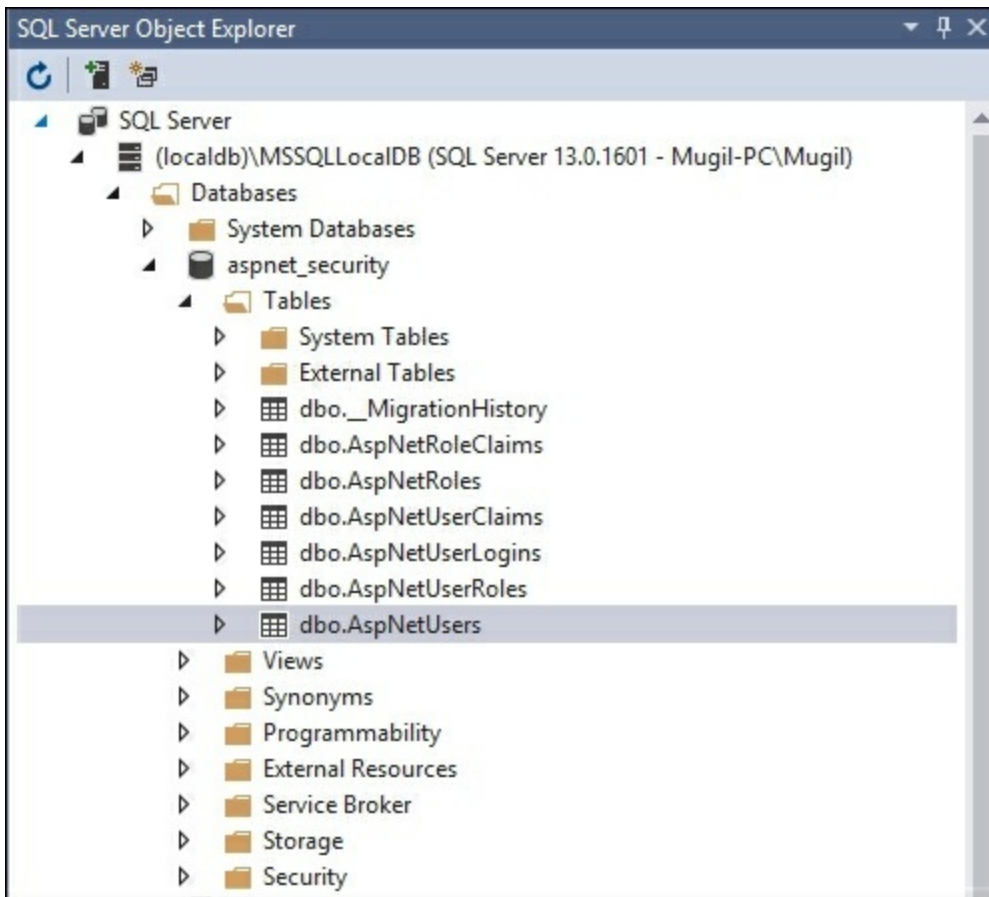 SQL Server Object Explorer
SQL Server
(localdb)\MSSQLLocalDB (SQL Server 13.0.1601 - Mugil-PC\Mugil)
Databases
System Databases
aspnet_security
Tables
System Tables
External Tables
dbo.__MigrationHistory
dbo.AspNetRoleClaims
dbo.AspNetRoles
dbo.AspNetUserClaims
dbo.AspNetUserLogins
dbo.AspNetUserRoles
dbo.AspNetUsers
Views
Synonyms
Programmability
External Resources
Service Broker
Storage
Security